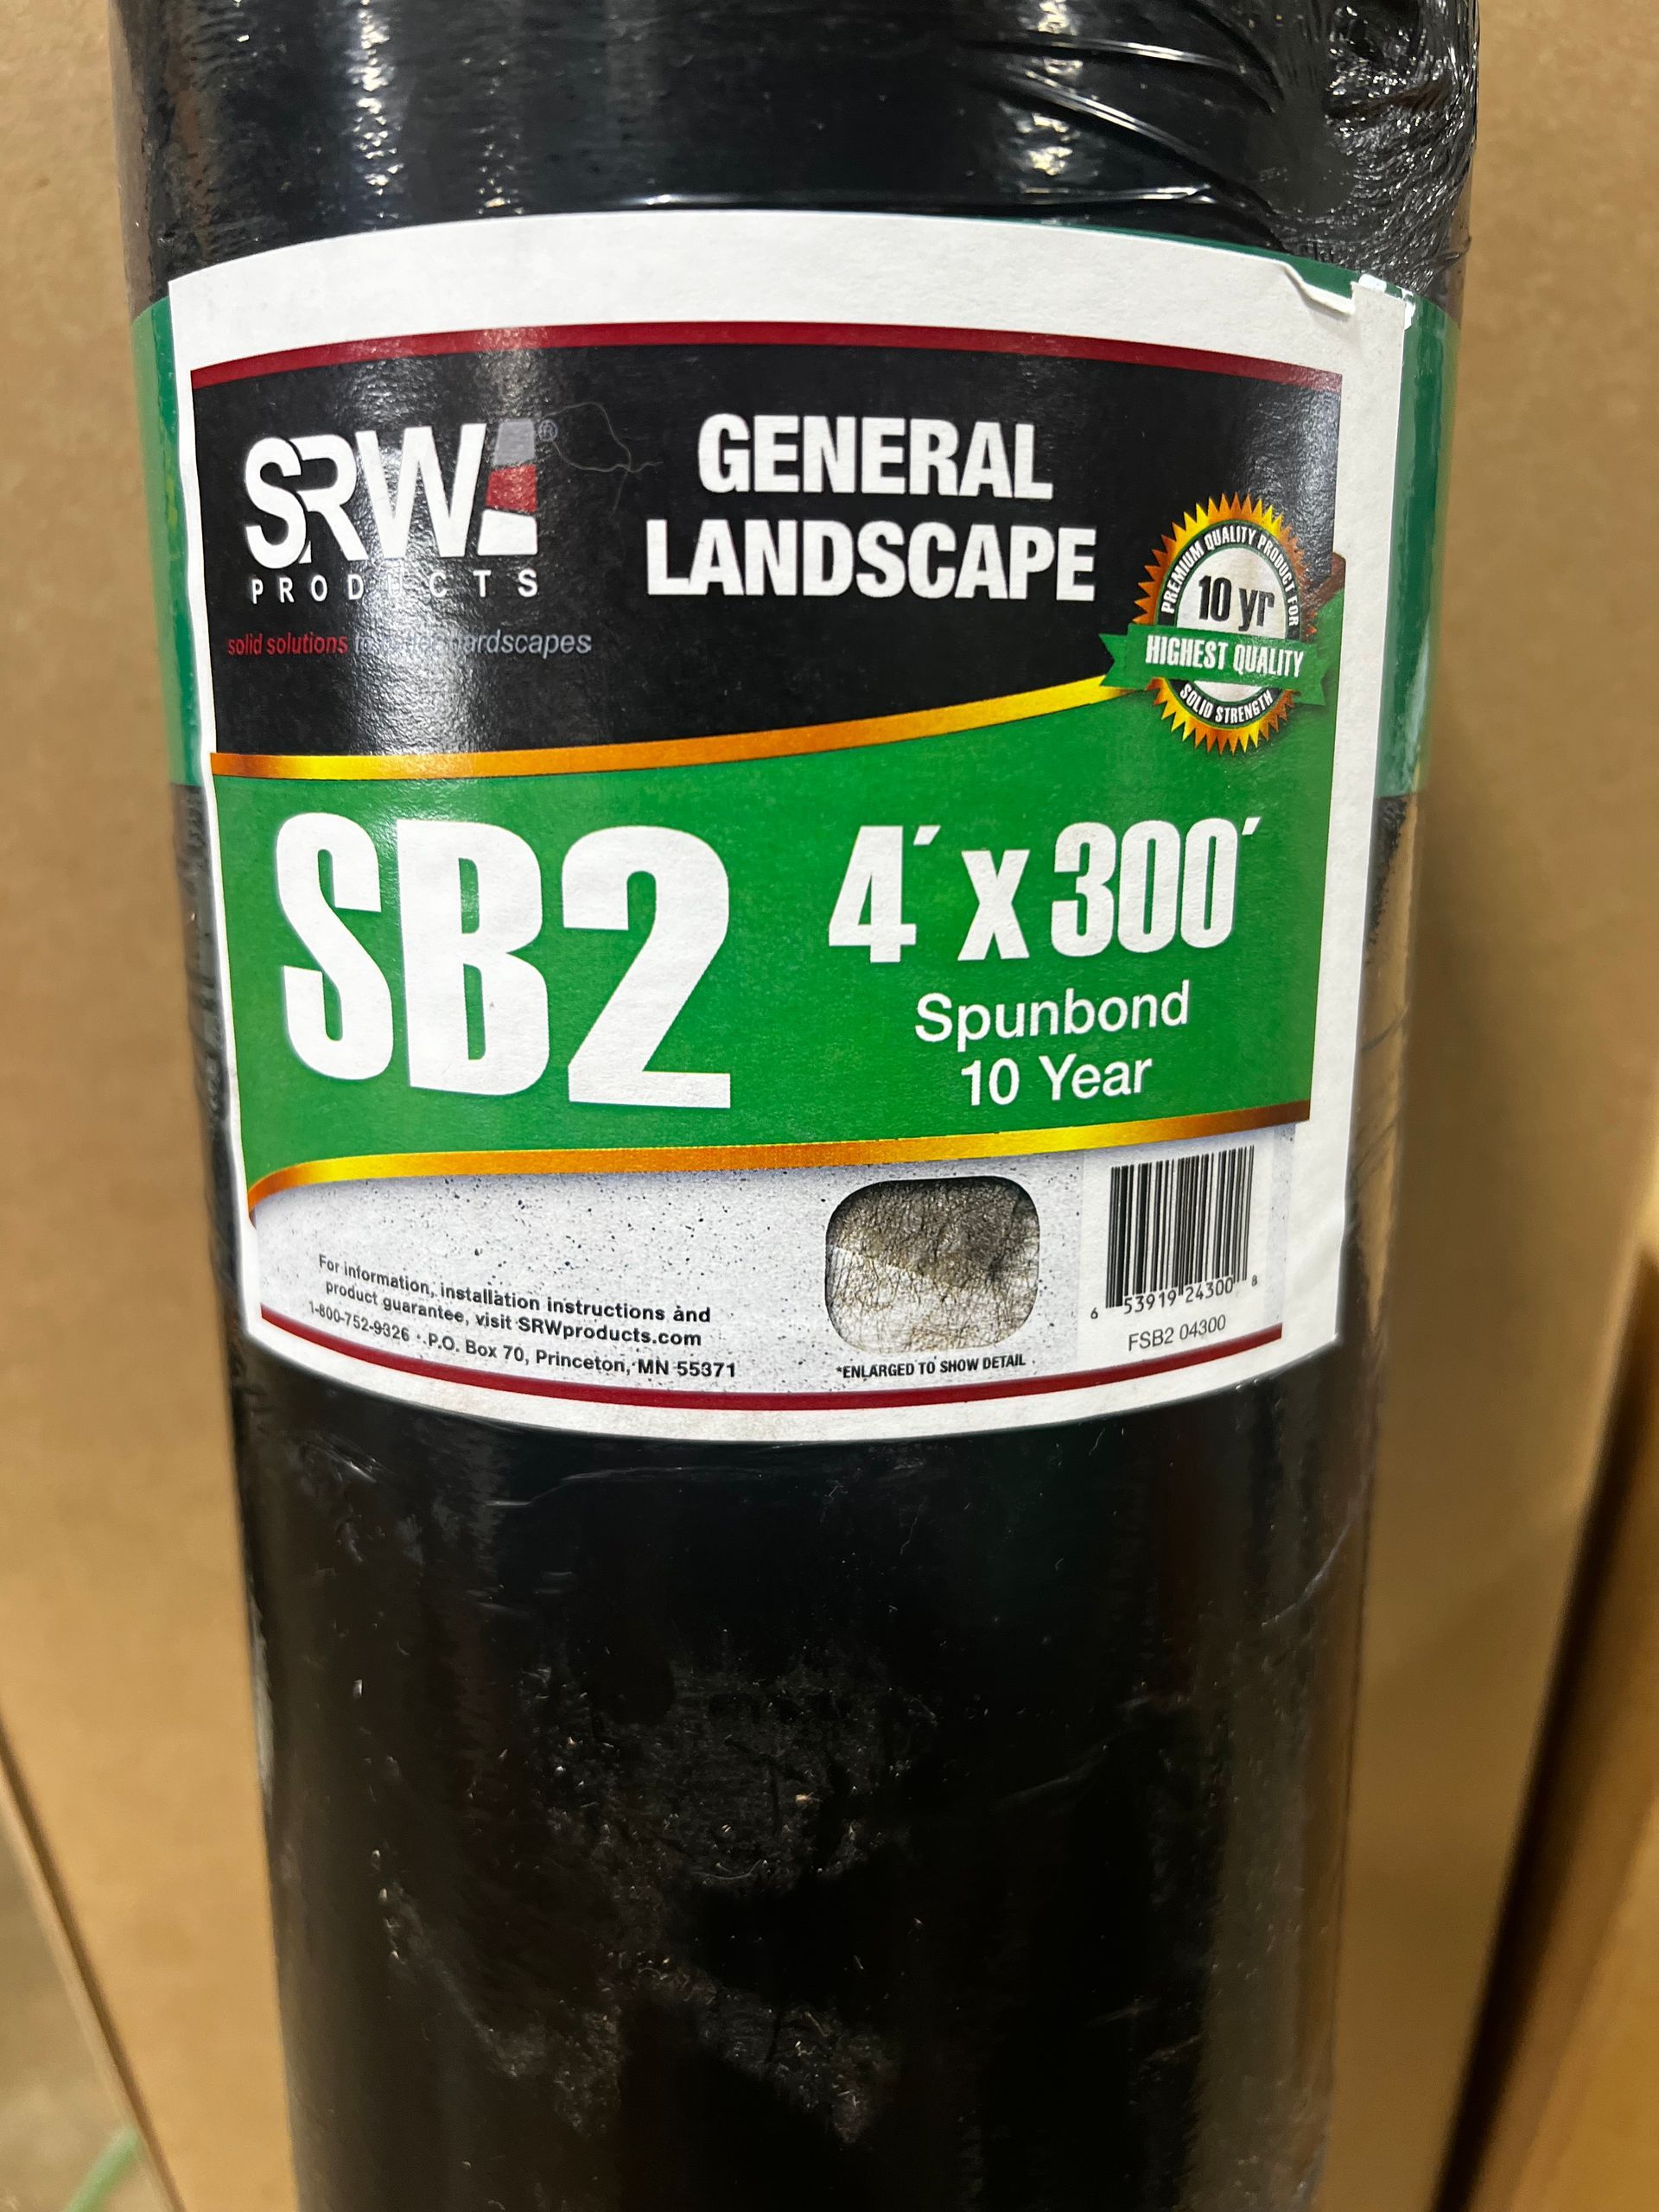 SRW®
PRODUCTS
solid solutions hardscapes
GENERAL
LANDSCAPE
PREMIUM QUALITY PRODUCT FOR
10 yr
HIGHEST QUALITY
SOLID STRENGTH
SB2
4' x 300'
Spunbond
10 Year
For information, installation instructions and
product guarantee, visit SRWproducts.com
1-800-752-9326 • P.O. Box 70, Princeton, MN 55371
*ENLARGED TO SHOW DETAIL
6 53919 24300 8
FSB2 04300